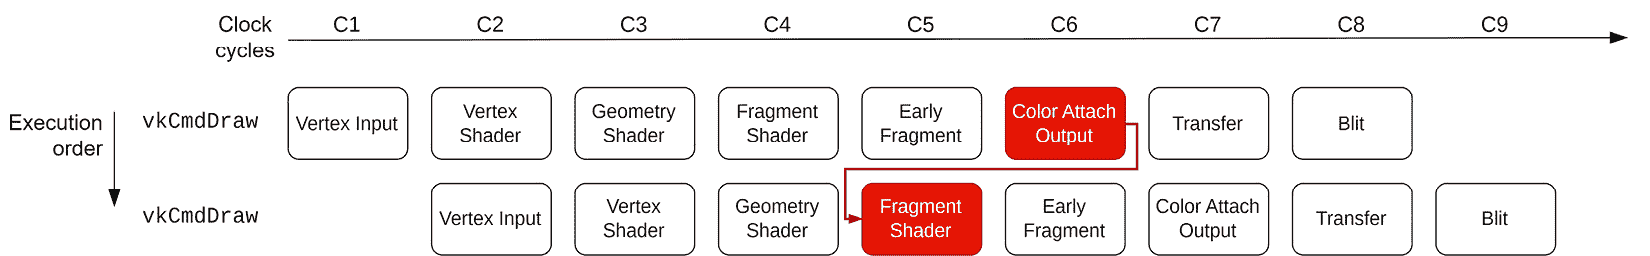 Clock cycles C1 C2 C3 C4 C5 C6 C7 C8 C9
Execution order
vkCmdDraw
Vertex Input
Vertex Shader
Geometry Shader
Fragment Shader
Early Fragment
Color Attach Output
Transfer
Blit
vkCmdDraw
Vertex Input
Vertex Shader
Geometry Shader
Fragment Shader
Early Fragment
Color Attach Output
Transfer
Blit